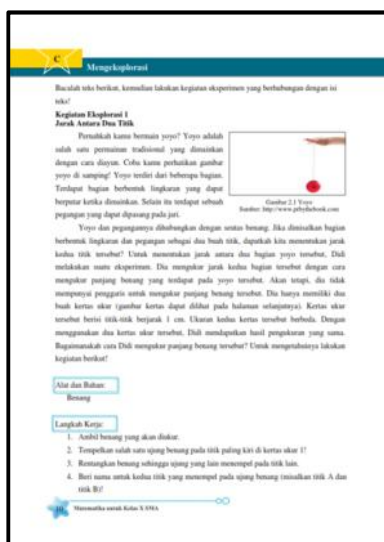 C
Mengeksplorasi
Bacalah teks berikut, kemudian lakukan kegiatan eksperimen yang berhubungan dengan isi
teks!
Kegiatan Eksplorasi 1
Jarak Antara Dua Titik
Pernahkah kamu bermain yoyo? Yoyo adalah
salah satu permainan tradisional yang dimainkan
dengan cara diayun. Coba kamu perhatikan gambar
yoyo di samping! Yoyo terdiri dari beberapa bagian.
Terdapat bagian berbentuk lingkaran yang dapat
berputar ketika dimainkan. Selain itu terdapat sebuah
pegangan yang dapat dipasang pada jari.
Gambar 2.1 Yoyo
Sumber: http://www.prbythebook.com
Yoyo dan pegangannya dihubungkan dengan seutas benang. Jika dimisalkan bagian
berbentuk lingkaran dan pegangan sebagai dua buah titik, dapatkah kita menentukan jarak
kedua titik tersebut? Untuk menentukan jarak antara dua bagian yoyo tersebut, Didi
melakukan suatu eksperimen. Dia mengukur jarak kedua bagian tersebut dengan cara
mengukur panjang benang yang terdapat pada yoyo tersebut. Akan tetapi, dia tidak
mempunyai penggaris untuk mengukur panjang benang tersebut. Dia hanya memiliki dua
buah kertas ukur (gambar kertas dapat dilihat pada halaman selanjutnya). Kertas ukur
tersebut berisi titik-titik berjarak 1 cm. Ukuran kedua kertas tersebut berbeda. Dengan
menggunakan dua kertas ukur tersebut, Didi mendapatkan hasil pengukuran yang sama.
Bagaimanakah cara Didi mengukur panjang benang tersebut? Untuk mengetahuinya lakukan
kegiatan berikut!
Alat dan Bahan:
Benang
Langkah Kerja:
1. Ambil benang yang akan diukur.
2. Tempelkan salah satu ujung benang pada titik paling kiri di kertas ukur 1!
3. Rentangkan benang sehingga ujung yang lain menempel pada titik lain.
4. Beri nama untuk kedua titik yang menempel pada ujung benang (misalkan titik A dan
titik B)!
Matematika untuk Kelas X SMA